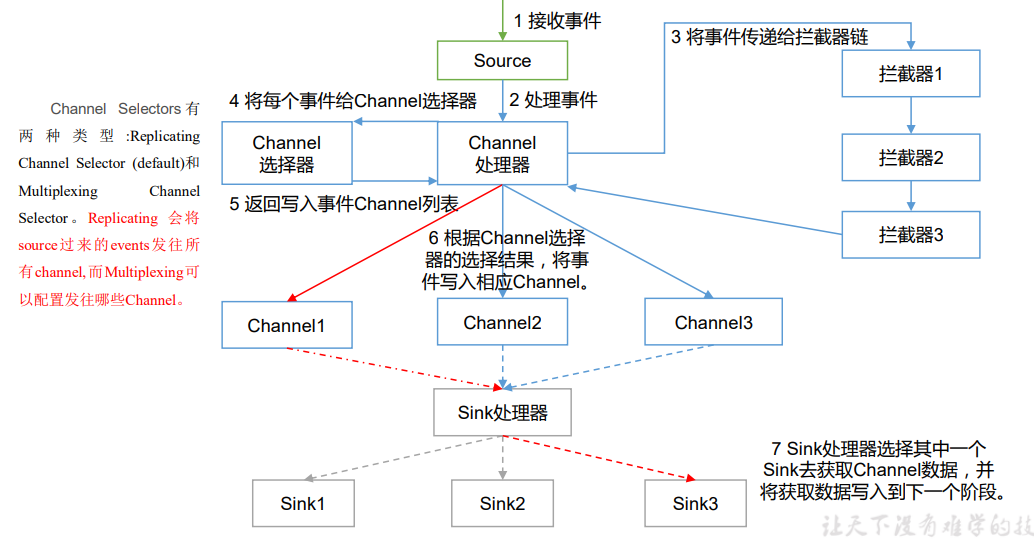 1 接收事件
Source
2 处理事件
3 将事件传递给拦截器链
拦截器1
拦截器2
拦截器3
Channel Selectors有
两种类型:Replicating
Channel Selector (default)和
Multiplexing Channel
Selector。Replicating 会将
source过来的events发往所
有channel,而Multiplexing可
以配置发往哪些Channel。
4 将每个事件给Channel选择器
Channel
选择器
Channel
处理器
5 返回写入事件Channel列表
6 根据Channel选择
器的选择结果，将事
件写入相应Channel。
Channel1
Channel2
Channel3
Sink处理器
7 Sink处理器选择其中一个
Sink去获取Channel数据，并
将获取数据写入到下一个阶段。
Sink1
Sink2
Sink3
让天下没有难学的技